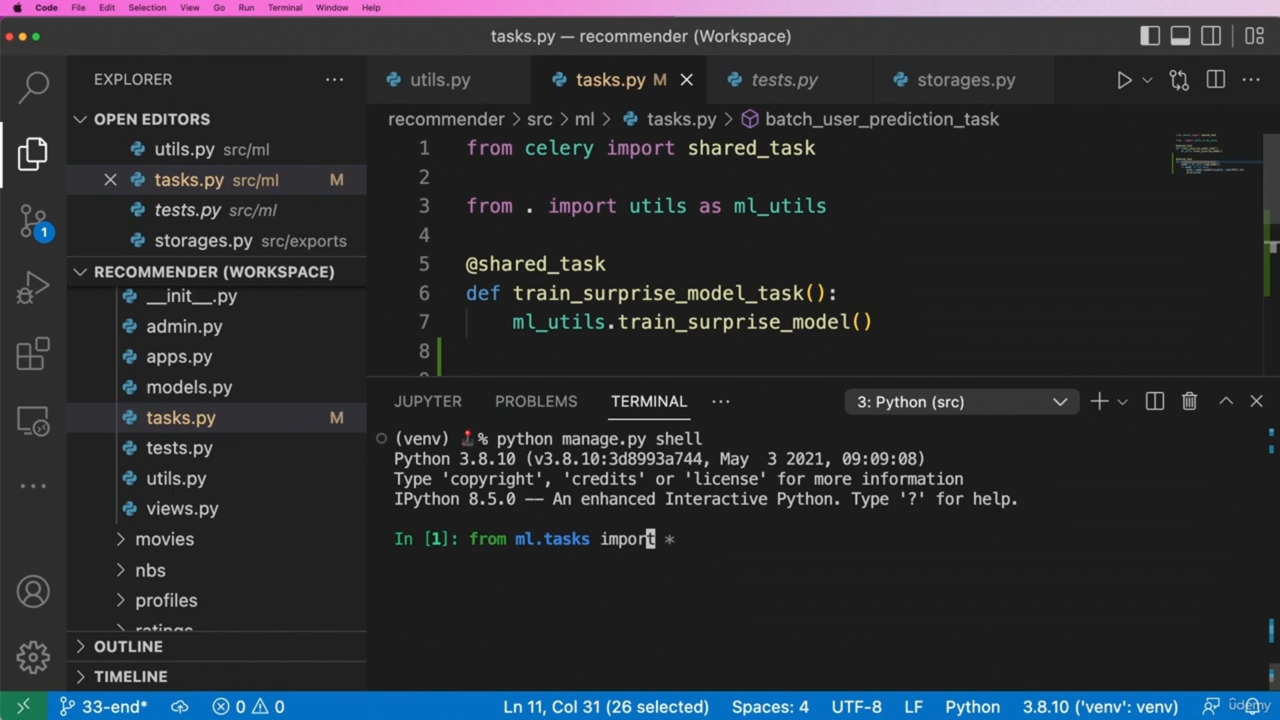 Code File Edit Selection View Go Run Terminal Window Help
tasks.py — recommender (Workspace)
EXPLORER
OPEN EDITORS
utils.py src/ml
tasks.py src/ml M
tests.py src/ml
storages.py src/exports
RECOMMENDER (WORKSPACE)
__init__.py
admin.py
apps.py
models.py
tasks.py M
tests.py
utils.py
views.py
movies
nbs
profiles
ratings
OUTLINE
TIMELINE
1
utils.py tasks.py M tests.py storages.py
recommender > src > ml > tasks.py > batch_user_prediction_task
1 from celery import shared_task
2
3 from . import utils as ml_utils
4
5 @shared_task
6 def train_surprise_model_task():
7 ml_utils.train_surprise_model()
8
JUPYTER PROBLEMS TERMINAL 3: Python (src)
(venv) % python manage.py shell
Python 3.8.10 (v3.8.10:3d8993a744, May 3 2021, 09:09:08)
Type 'copyright', 'credits' or 'license' for more information
IPython 8.5.0 -- An enhanced Interactive Python. Type '?' for help.
In [1]: from ml.tasks import *
33-end* 0 0 Ln 11, Col 31 (26 selected) Spaces: 4 UTF-8 LF Python 3.8.10 ('venv': venv)
udemy